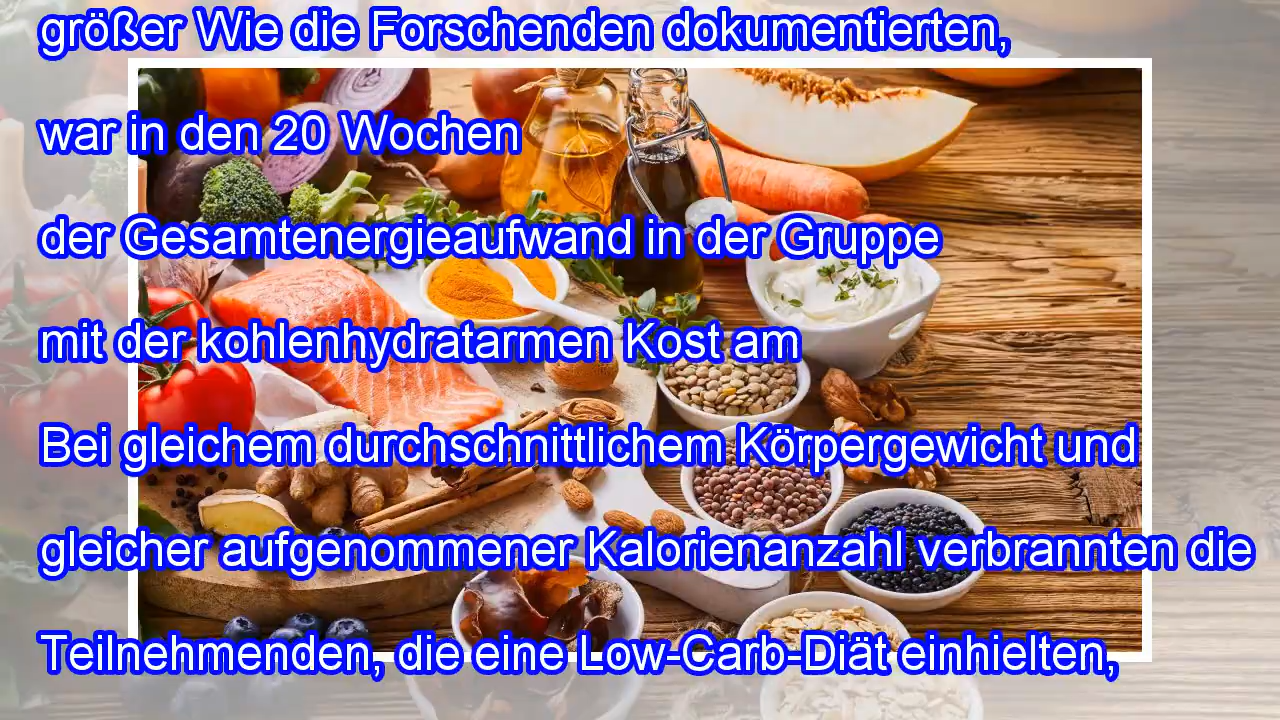 größer Wie die Forschenden dokumentierten,
war in den 20 Wochen
der Gesamtenergieaufwand in der Gruppe
mit der kohlenhydratarmen Kost am
Bei gleichem durchschnittlichem Körpergewicht und
gleicher aufgenommener Kalorienanzahl verbrannten die
Teilnehmenden, die eine Low-Carb-Diät einhielten,